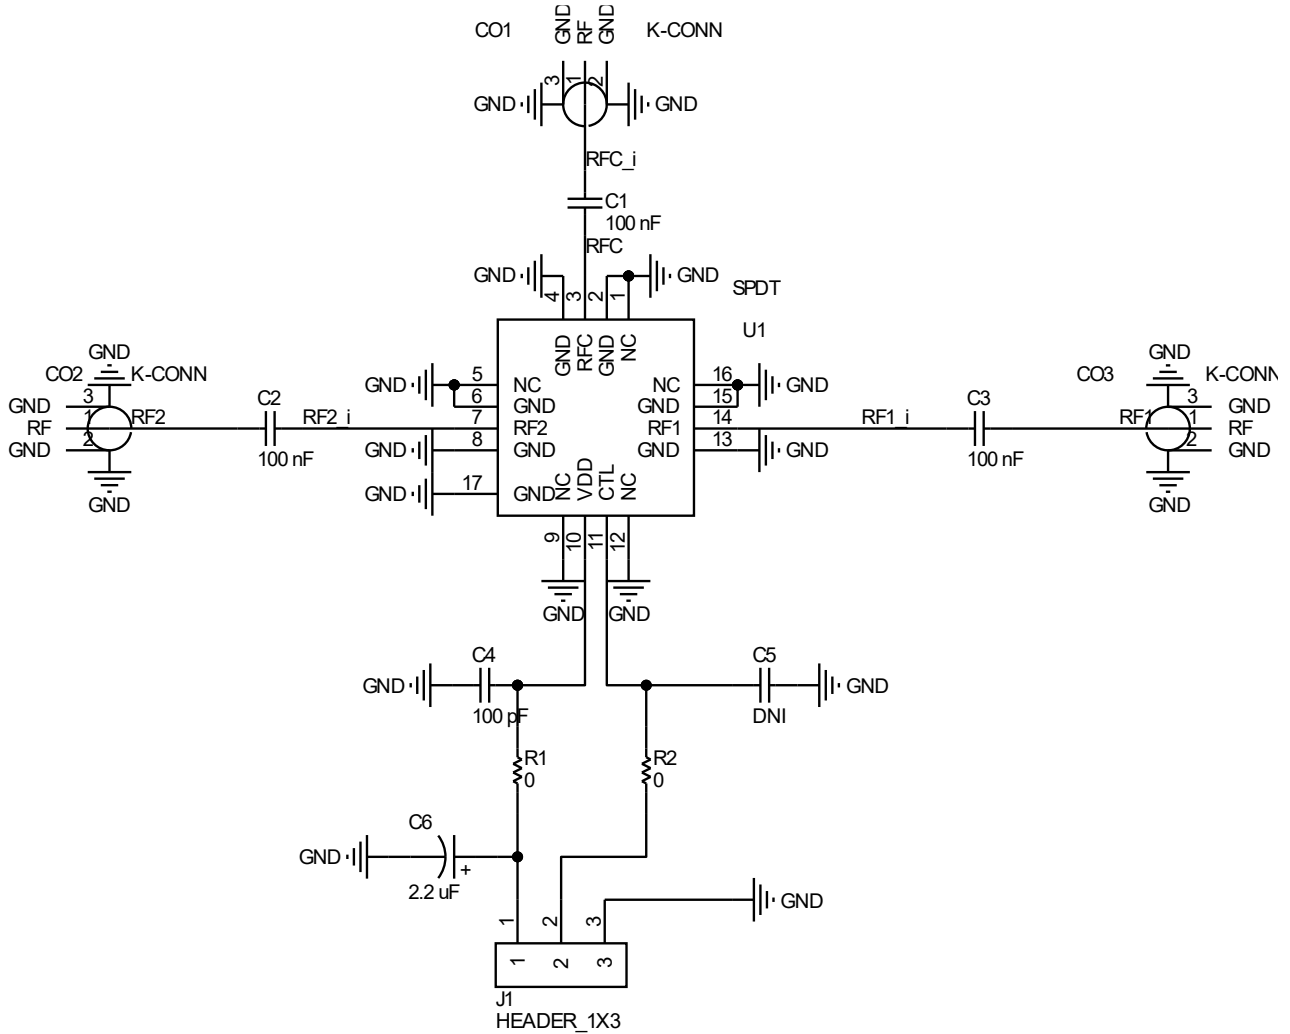 GND
RF
GND
CO1
K-CONN
3
1
2
GND
GND
RFC_i
C1
100 nF
RFC
GND
GND
4
3
2
1
SPDT
U1
GND
RFC
GND
NC
GND
CO2
K-CONN
3
GND
1
RF
2
GND
RF2
GND
C2
100 nF
RF2_i
GND
5
6
7
8
17
GND
GND
NC
GND
RF2
GND
GND
NC
GND
RF1
GND
16
15
14
13
GND
GND
NC
VDD
CTL
NC
9
10
11
12
GND
GND
RF1_i
C3
100 nF
RF1
GND
CO3
K-CONN
3
GND
1
RF
2
GND
GND
GND
C4
100 pF
C5
DNI
GND
R1
0
R2
0
C6
GND
+
2.2 uF
GND
1
2
3
1
2
3
J1
HEADER_1X3